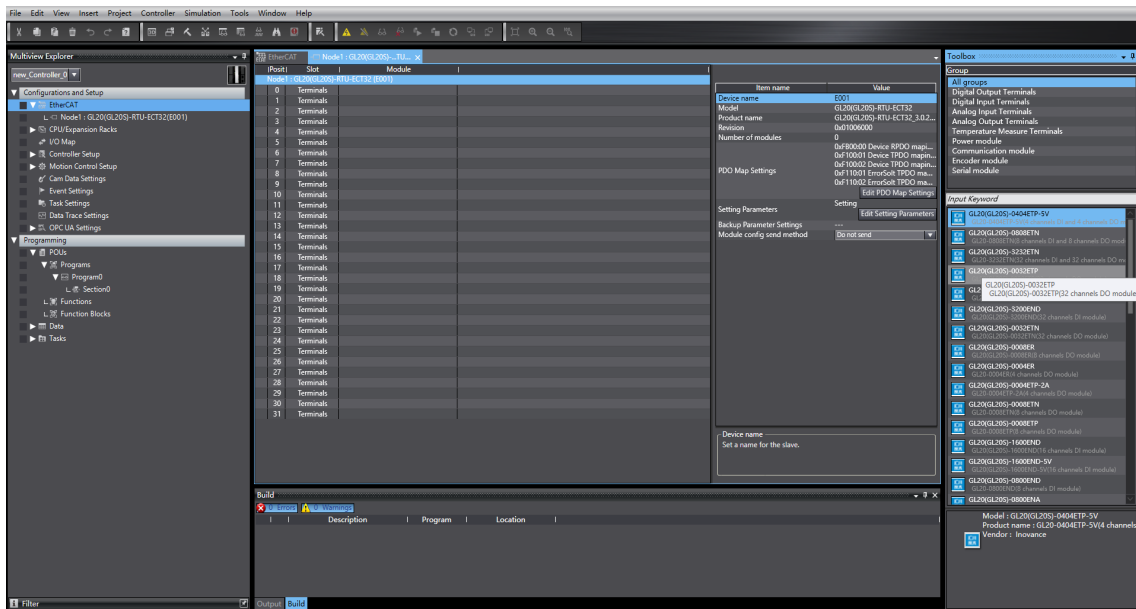 File Edit View Insert Project Controller Simulation Tools Window Help
Multiview Explorer
new_Controller_0
Configurations and Setup
EtherCAT
Node1 : GL20(GL20S)-RTU-ECT32(E001)
CPU/Expansion Racks
I/O Map
Controller Setup
Motion Control Setup
Cam Data Settings
Event Settings
Task Settings
Data Trace Settings
OPC UA Settings
Programming
POUs
Programs
Program0
Section0
Functions
Function Blocks
Data
Tasks
Filter
EtherCAT
Node1 : GL20(GL20S)-...TU...
Posit Slot Module
Node1 : GL20(GL20S)-RTU-ECT32 (E001)
0 Terminals
1 Terminals
2 Terminals
3 Terminals
4 Terminals
5 Terminals
6 Terminals
7 Terminals
8 Terminals
9 Terminals
10 Terminals
11 Terminals
12 Terminals
13 Terminals
14 Terminals
15 Terminals
16 Terminals
17 Terminals
18 Terminals
19 Terminals
20 Terminals
21 Terminals
22 Terminals
23 Terminals
24 Terminals
25 Terminals
26 Terminals
27 Terminals
28 Terminals
29 Terminals
30 Terminals
31 Terminals
Item name Value
Device name E001
Model GL20(GL20S)-RTU-ECT32
Product name GL20(GL20S)-RTU-ECT32_3.0.2...
Revision 0x01006000
Number of modules 0
PDO Map Settings
0xFB00:00 Device RPDO mapi...
0xF100:01 Device TPDO mapin...
0xF100:02 Device TPDO mapin...
0xF110:01 ErrorSolt TPDO ma...
0xF110:02 ErrorSolt TPDO ma...
Edit PDO Map Settings
Setting Parameters
Setting
Edit Setting Parameters
Backup Parameter Settings ---
Module config send method Do not send
Device name
Set a name for the slave.
Build
0 Errors 0 Warnings
Description Program Location
Output Build
Toolbox
Group
All groups
Digital Output Terminals
Digital Input Terminals
Analog Input Terminals
Analog Output Terminals
Temperature Measure Terminals
Power module
Communication module
Encoder module
Serial module
Input Keyword
GL20(GL20S)-0404ETP-5V
GL20(GL20S)-0808ETN
GL20-0808ETN(8 channels DI and 8 channels DO mod
GL20(GL20S)-3232ETN
GL20-3232ETN(32 channels DI and 32 channels DO m
GL20(GL20S)-0032ETP
GL20(GL20S)-0032ETP
GL20(GL20S)-0032ETP(32 channels DO module
GL20(GL20S)-3200END
GL20(GL20S)-3200END(32 channels DI module)
GL20(GL20S)-0032ETN
GL20(GL20S)-0032ETN(32 channels DO module)
GL20(GL20S)-0008ER
GL20(GL20S)-0008ER(8 channels DO module)
GL20(GL20S)-0004ER
GL20-0004ER(4 channels DO module)
GL20(GL20S)-0004ETP-2A
GL20-0004ETP-2A(4 channels DO module)
GL20(GL20S)-0008ETN
GL20-0008ETN(8 channels DO module)
GL20(GL20S)-0008ETP
GL20-0008ETP(8 channels DO module)
GL20(GL20S)-1600END
GL20(GL20S)-1600END(16 channels DI module)
GL20(GL20S)-1600END-5V
GL20(GL20S)-1600END-5V(16 channels DI module)
GL20(GL20S)-0800END
GL20-0800END(8 channels DI module)
GL20(GL20S)-0800ENA
Model : GL20(GL20S)-0404ETP-5V
Product name : GL20-0404ETP-5V(4 channels
Vendor : Inovance